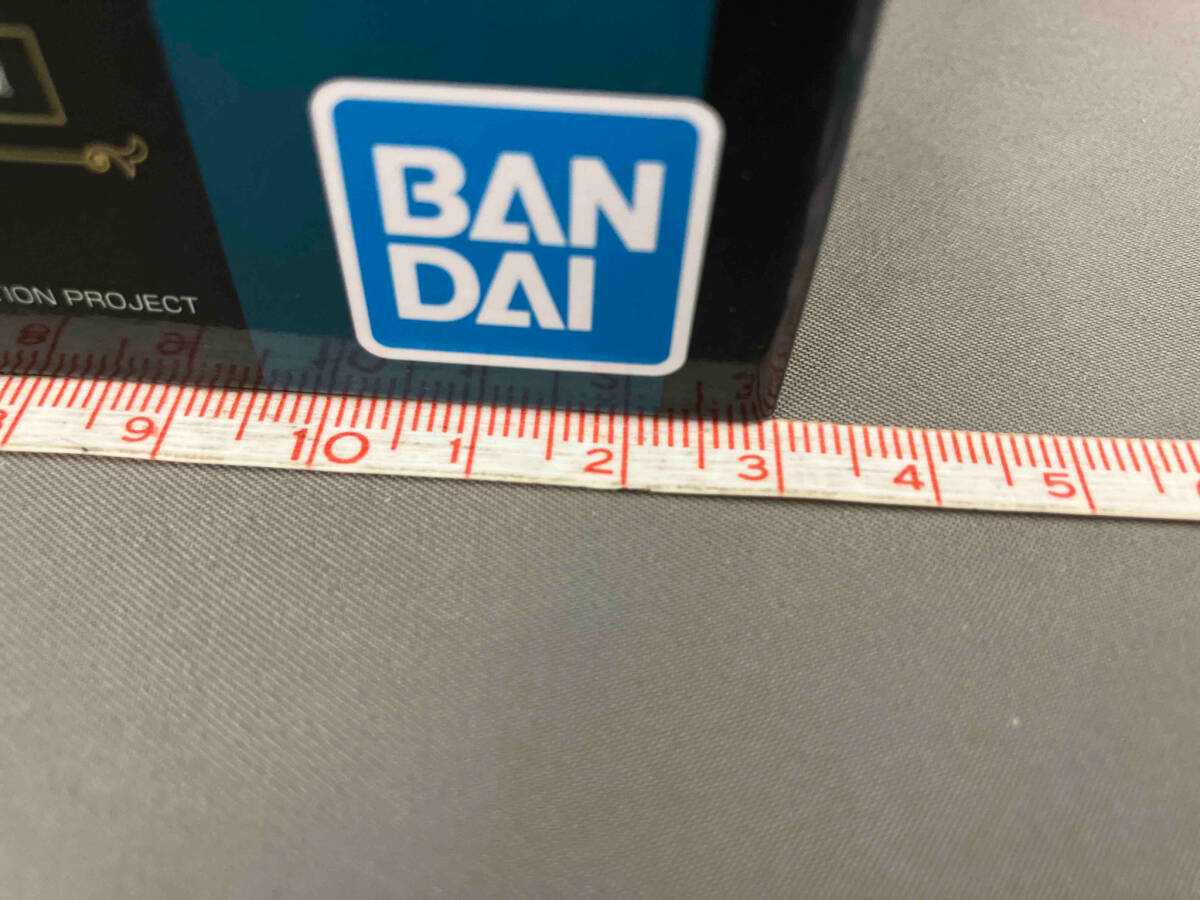 BAN
DAI
TION PROJECT
9 10 1 2 3 4 5